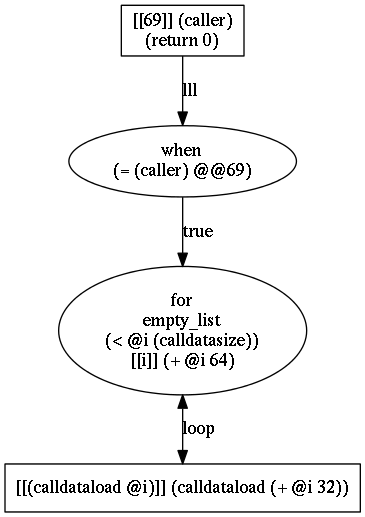 [[69]] (caller)
(return 0)
lll
when
(= (caller) @@69)
true
for
empty_list
(< @i (calldatasize))
[[i]] (+ @i 64)
loop
[[(calldataload @i)]] (calldataload (+ @i 32))